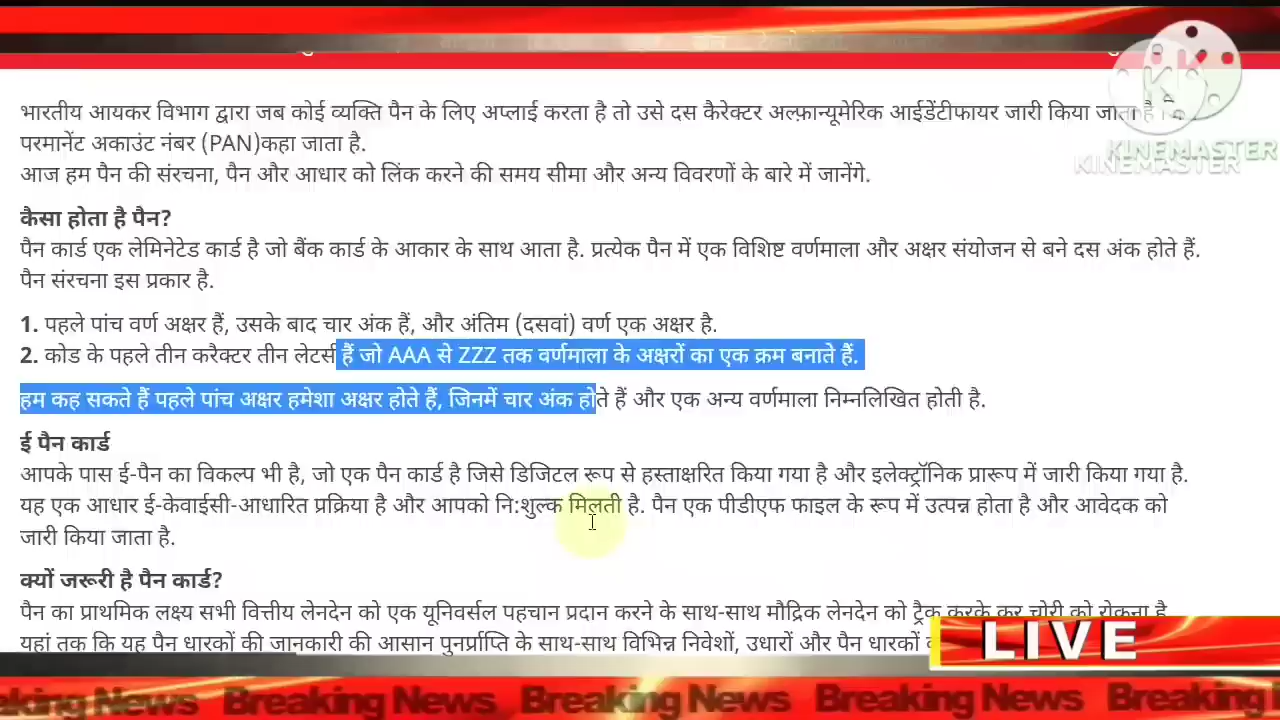 भारतीय आयकर विभाग द्वारा जब कोई व्यक्ति पैन के लिए अप्लाई करता है तो उसे दस कैरेक्टर अल्फ़ान्यूमेरिक आईडेंटीफायर जारी किया जाता है
परमानेंट अकाउंट नंबर (PAN)कहा जाता है.
आज हम पैन की संरचना, पैन और आधार को लिंक करने की समय सीमा और अन्य विवरणों के बारे में जानेंगे.
KINEMASTER
KINEMASTER
कैसा होता है पैन?
पैन कार्ड एक लेमिनेटेड कार्ड है जो बैंक कार्ड के आकार के साथ आता है. प्रत्येक पैन में एक विशिष्ट वर्णमाला और अक्षर संयोजन से बने दस अंक होते हैं.
पैन संरचना इस प्रकार है.
1. पहले पांच वर्ण अक्षर हैं, उसके बाद चार अंक हैं, और अंतिम (दसवां) वर्ण एक अक्षर है.
2. कोड के पहले तीन करैक्टर तीन लेटर्स हैं जो AAA से ZZZ तक वर्णमाला के अक्षरों का एक क्रम बनाते हैं.
हम कह सकते हैं पहले पांच अक्षर हमेशा अक्षर होते हैं, जिनमें चार अंक होते हैं और एक अन्य वर्णमाला निम्नलिखित होती है.
ई पैन कार्ड
आपके पास ई-पैन का विकल्प भी है, जो एक पैन कार्ड है जिसे डिजिटल रूप से हस्ताक्षरित किया गया है और इलेक्ट्रॉनिक प्रारूप में जारी किया गया है.
यह एक आधार ई-केवाईसी-आधारित प्रक्रिया है और आपको नि:शुल्क मिलती है. पैन एक पीडीएफ फाइल के रूप में उत्पन्न होता है और आवेदक को
जारी किया जाता है.
क्यों जरूरी है पैन कार्ड?
पैन का प्राथमिक लक्ष्य सभी वित्तीय लेनदेन को एक यूनिवर्सल पहचान प्रदान करने के साथ-साथ मौद्रिक लेनदेन को ट्रैक करके कर चोरी को रोकना है
यहां तक कि यह पैन धारकों की जानकारी की आसान पुनर्प्राप्ति के साथ-साथ विभिन्न निवेशों, उधारों और पैन धारकों
LIVE
eaking News Breaking News Breaking News Breaking News Breaking News